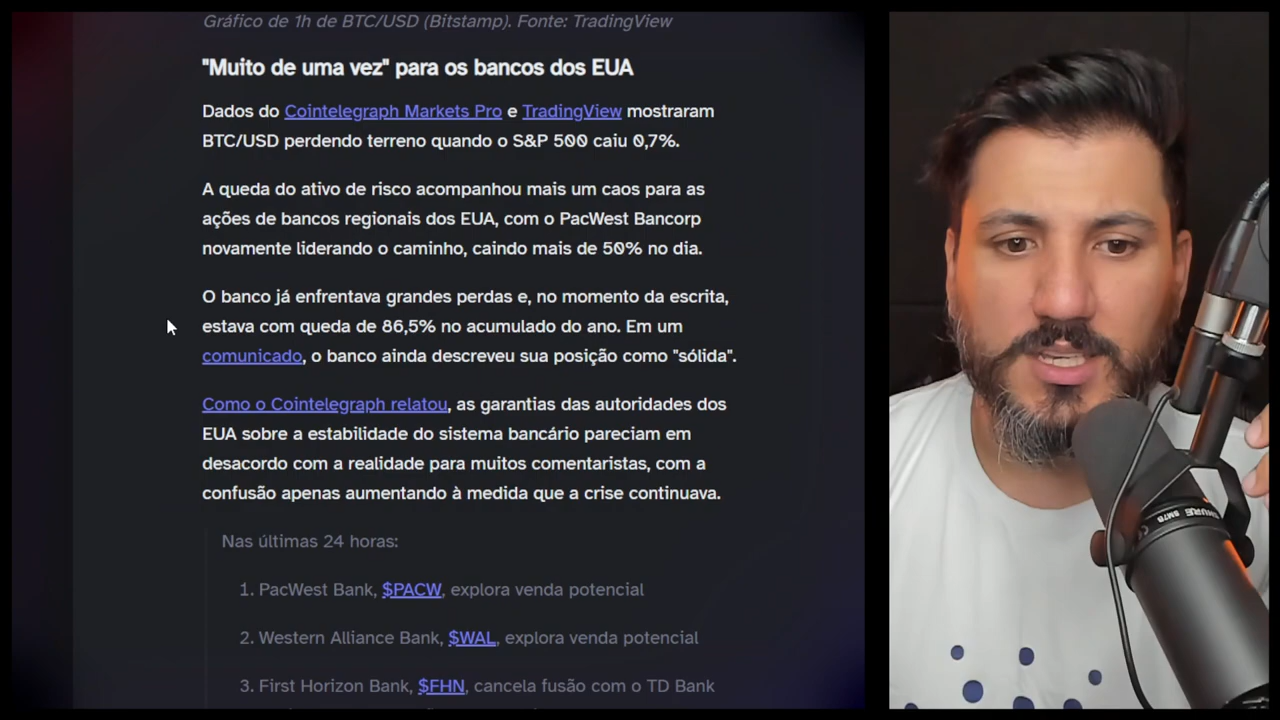 Gráfico de 1h de BTC/USD (Bitstamp). Fonte: TradingView
"Muito de uma vez" para os bancos dos EUA
Dados do Cointelegraph Markets Pro e TradingView mostraram
BTC/USD perdendo terreno quando o S&P 500 caiu 0,7%.
A queda do ativo de risco acompanhou mais um caos para as
ações de bancos regionais dos EUA, com o PacWest Bancorp
novamente liderando o caminho, caindo mais de 50% no dia.
O banco já enfrentava grandes perdas e, no momento da escrita,
estava com queda de 86,5% no acumulado do ano. Em um
comunicado, o banco ainda descreveu sua posição como "sólida".
Como o Cointelegraph relatou, as garantias das autoridades dos
EUA sobre a estabilidade do sistema bancário pareciam em
desacordo com a realidade para muitos comentaristas, com a
confusão apenas aumentando à medida que a crise continuava.
Nas últimas 24 horas:
1. PacWest Bank, $PACW, explora venda potencial
2. Western Alliance Bank, $WAL, explora venda potencial
3. First Horizon Bank, $FHN, cancela fusão com o TD Bank
SHURE SM7B